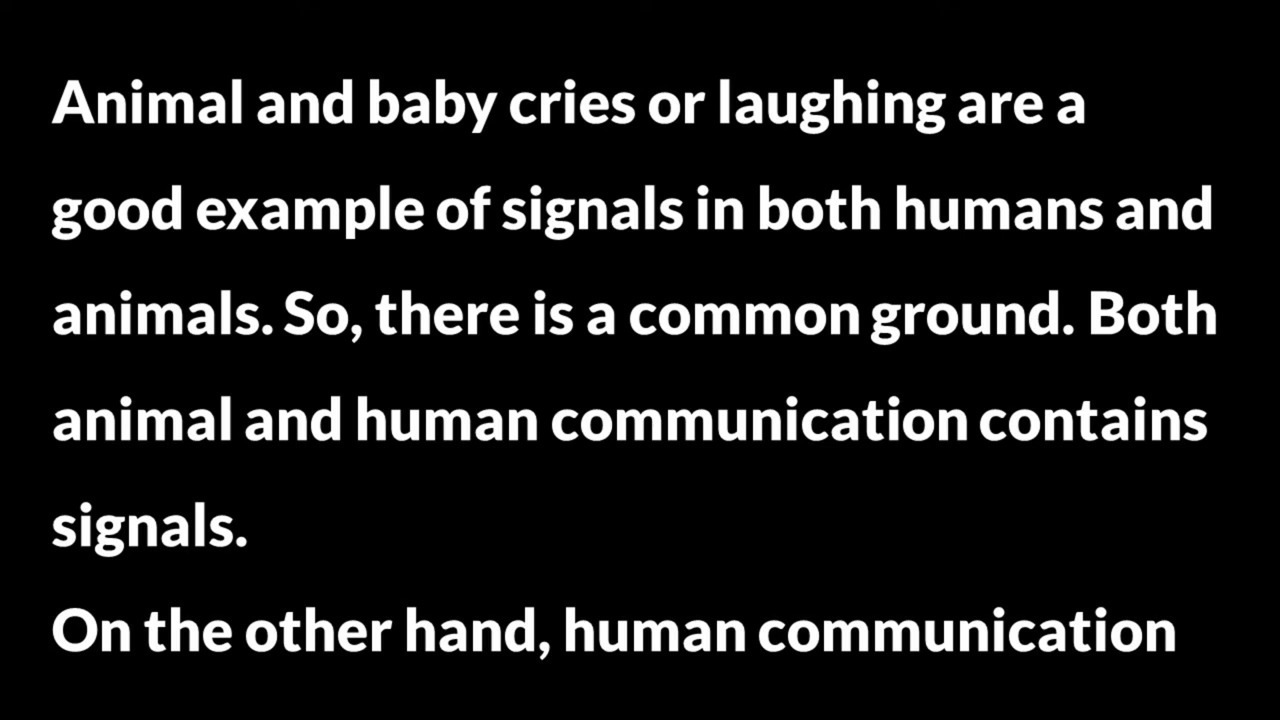 Animal and baby cries or laughing are a
good example of signals in both humans and
animals. So, there is a common ground. Both
animal and human communication contains
signals.
On the other hand, human communication